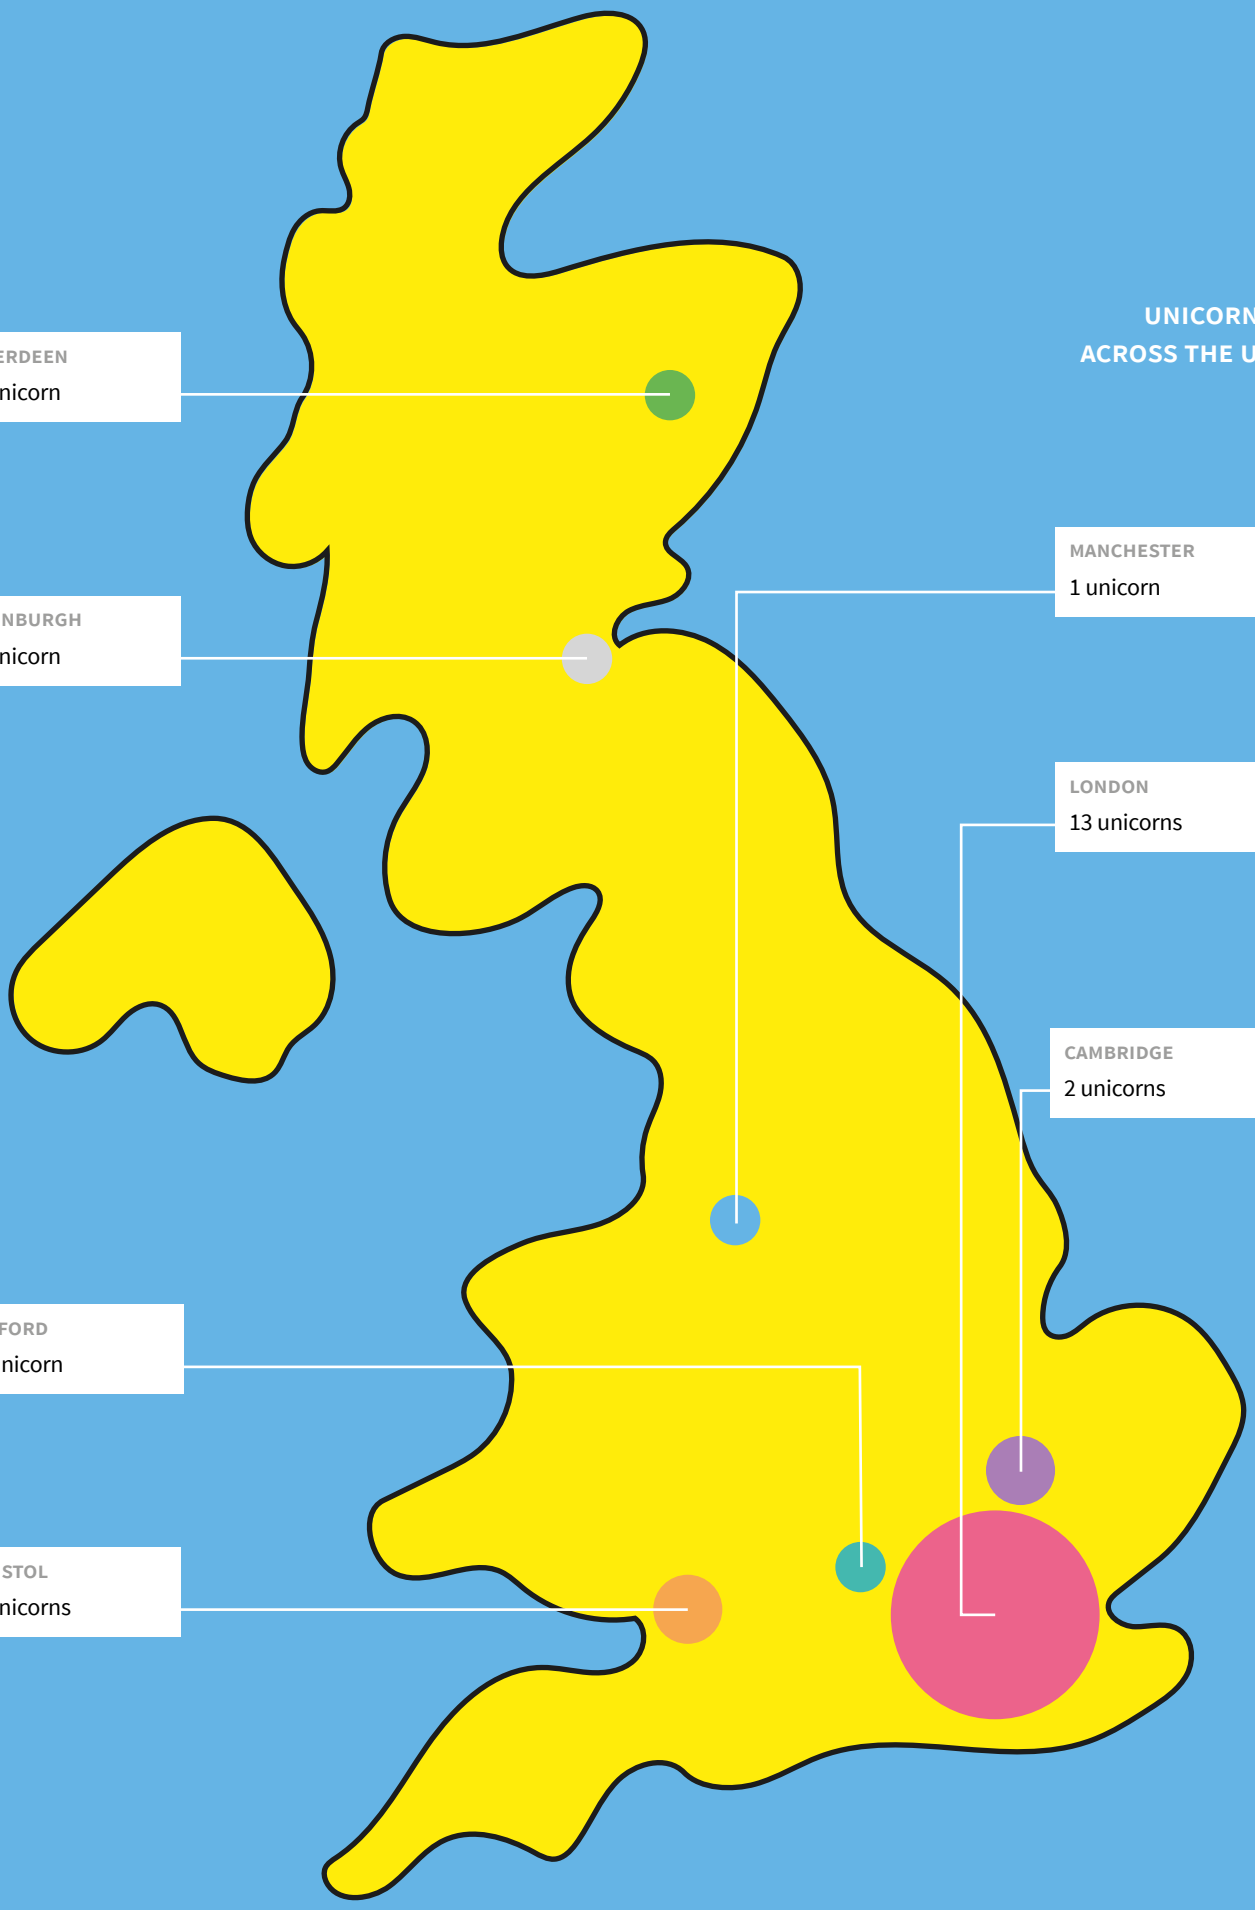 UNICORN
ACROSS THE U
ERDEEN
nicorn
MANCHESTER
1 unicorn
NBURGH
nicorn
LONDON
13 unicorns
CAMBRIDGE
2 unicorns
FORD
nicorn
STOL
nicorns